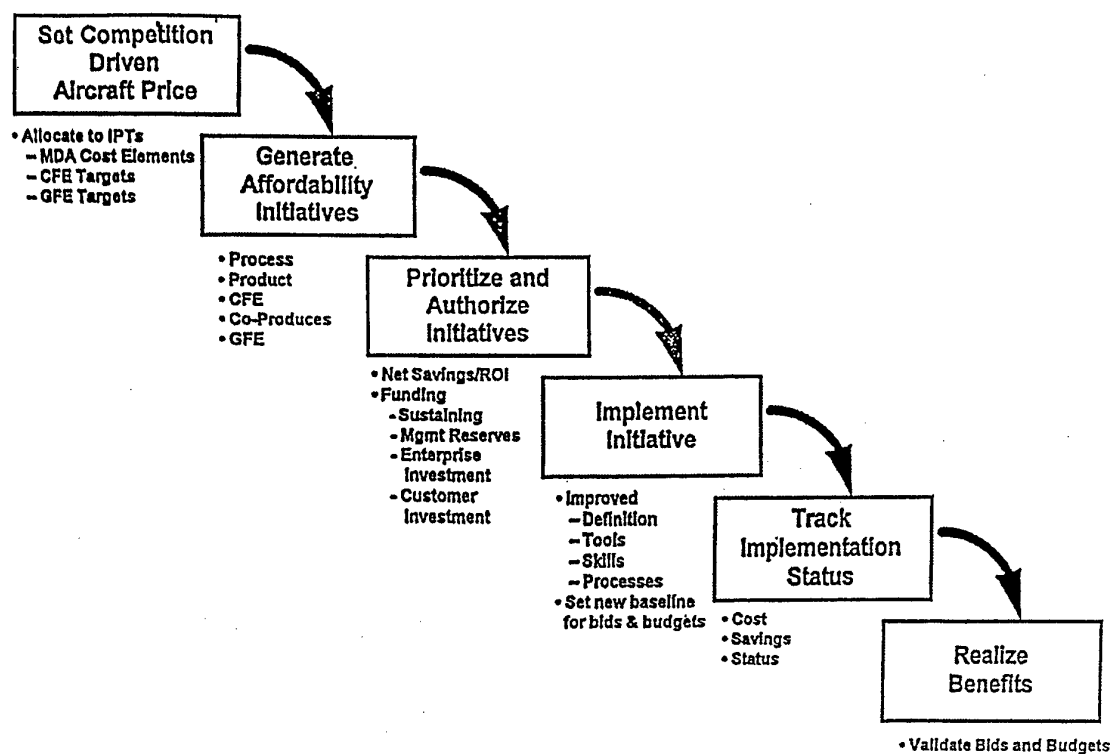 Set Competition
Driven
Aircraft Price
• Allocate to IPTs
– MDA Cost Elements
– CFE Targets
– GFE Targets
Generate
Affordability
Initiatives
• Process
• Product
• CFE
• Co-Produces
• GFE
Prioritize and
Authorize
Initiatives
• Net Savings/ROI
• Funding
– Sustaining
– Mgmt Reserves
– Enterprise
Investment
– Customer
Investment
Implement
Initiative
• Improved
– Definition
– Tools
– Skills
– Processes
• Set new baseline
for bids & budgets
Track
Implementation
Status
• Cost
• Savings
• Status
Realize
Benefits
• Validate Bids and Budgets